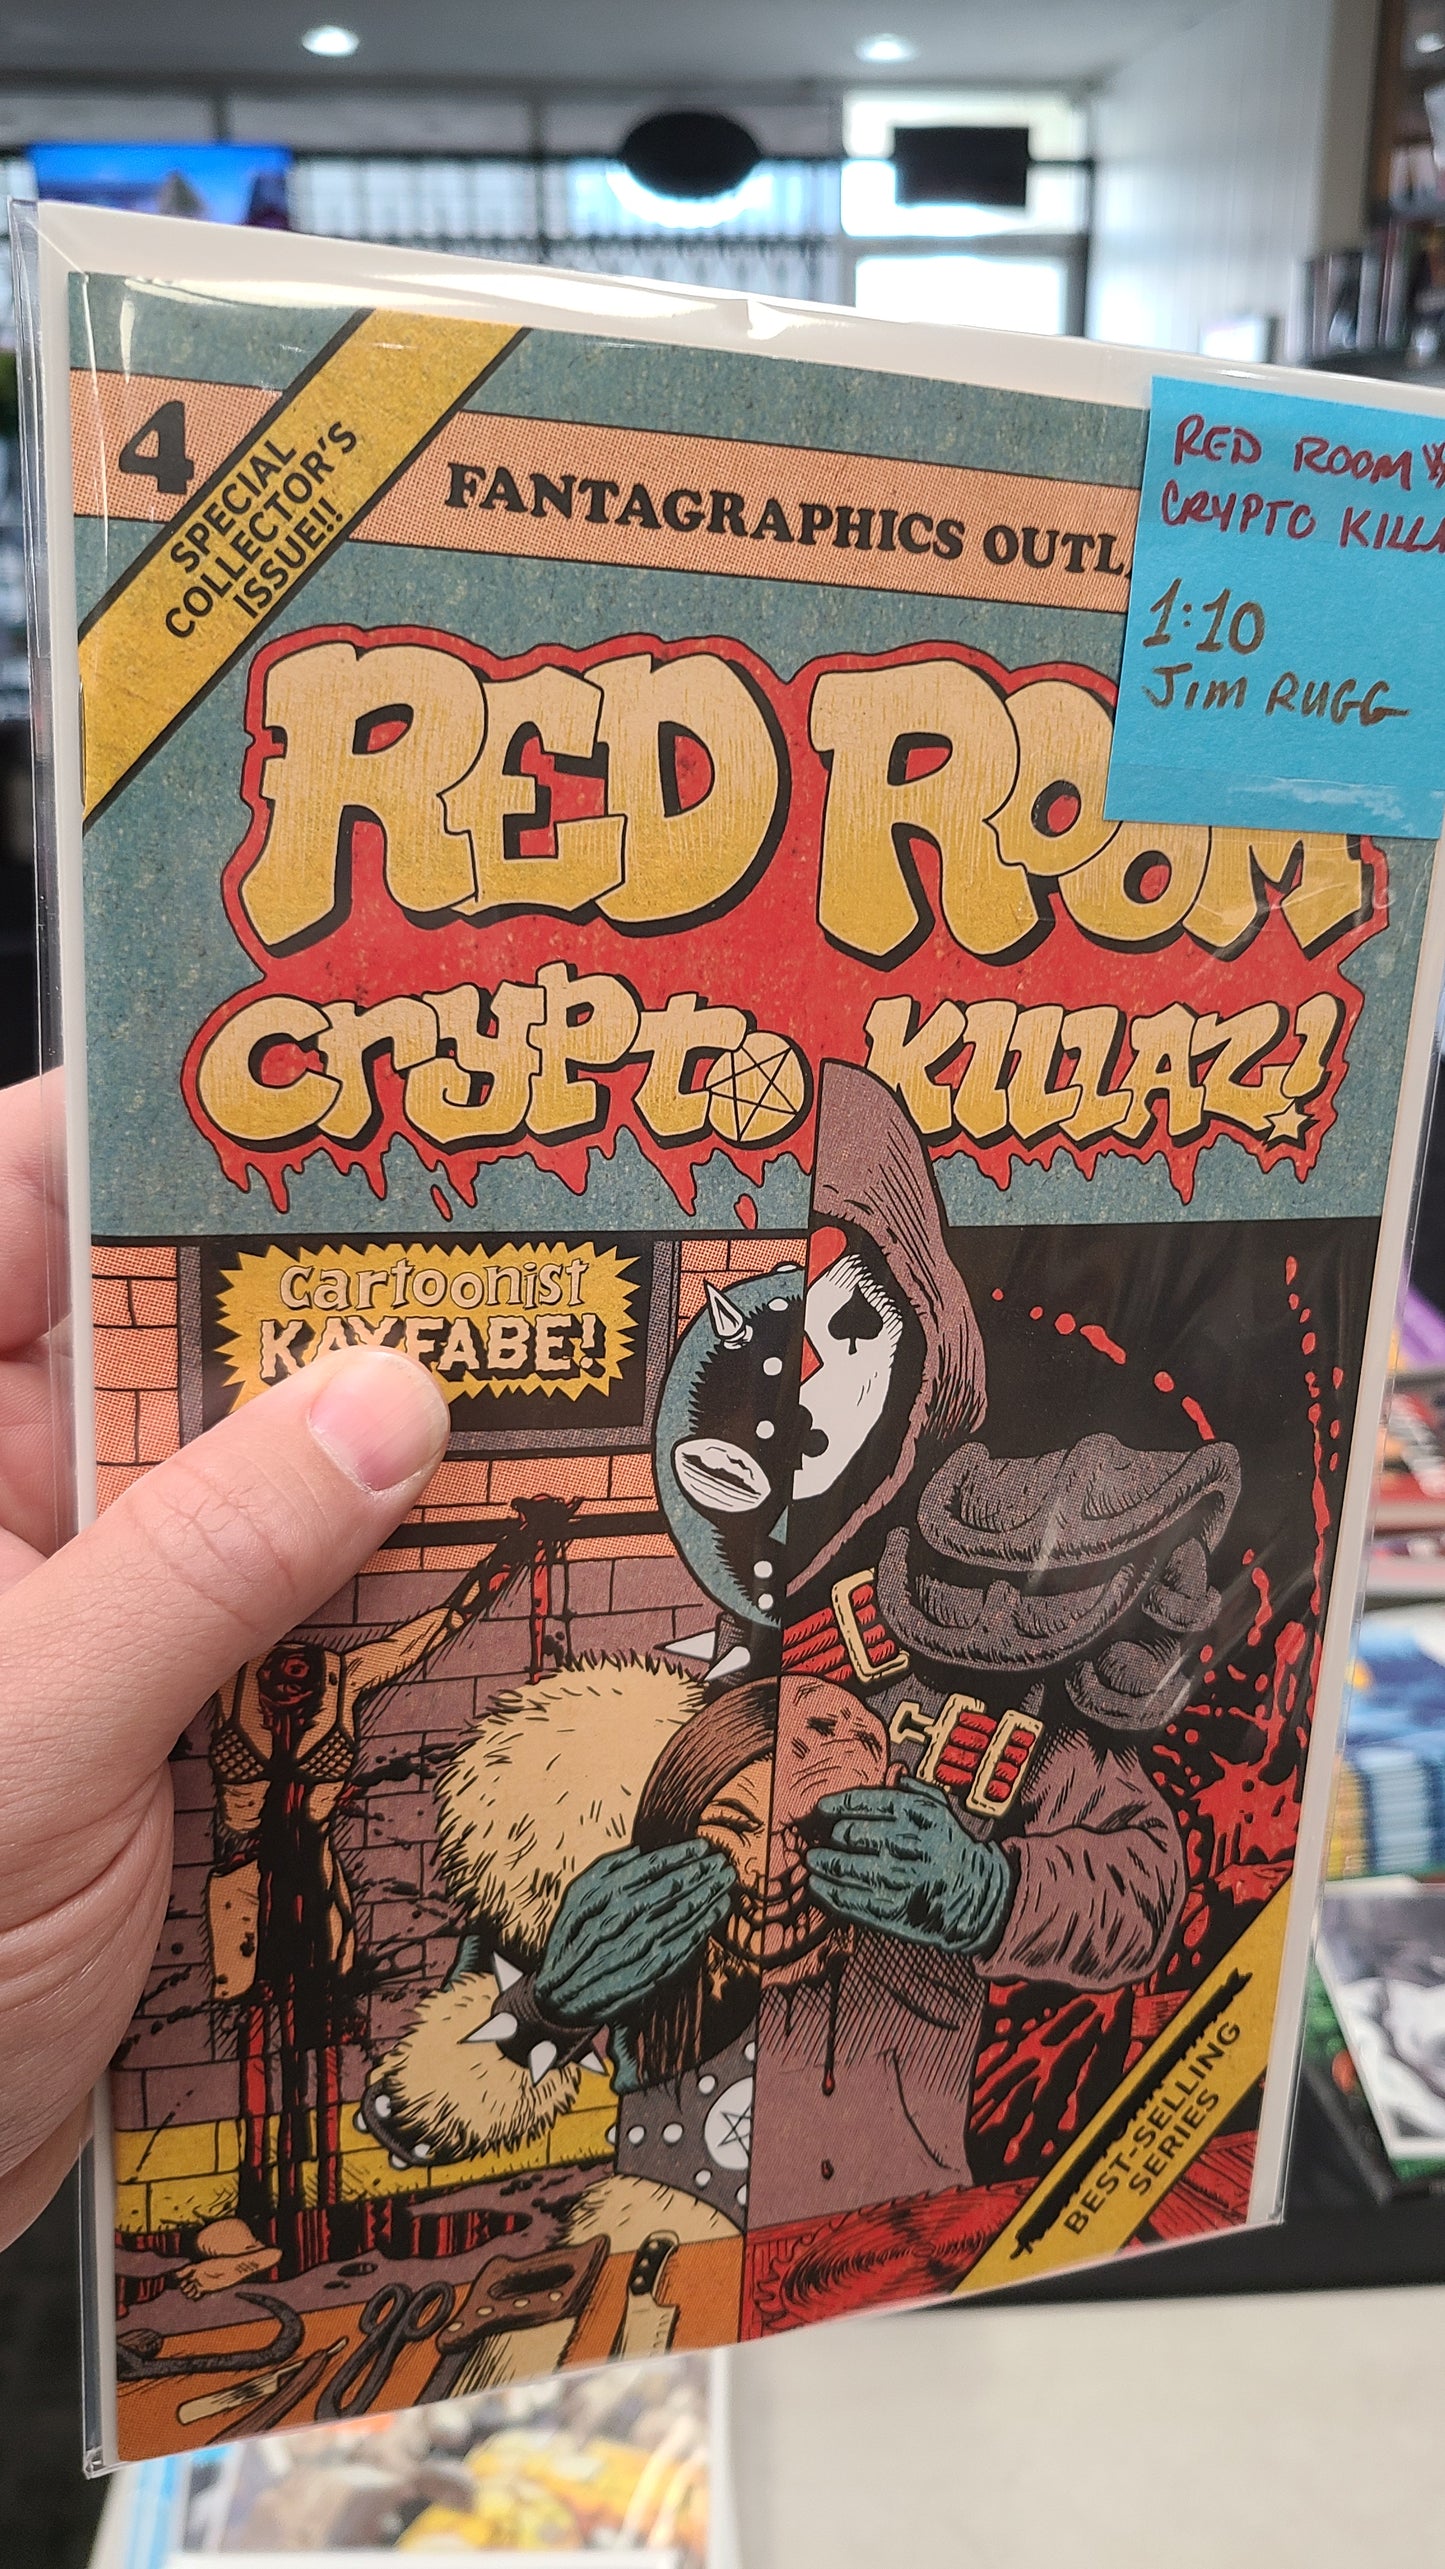 4
SPECIAL
COLLECTOR'S
ISSUE!!
FANTAGRAPHICS
RED ROOM
CRYPTO
1:10
Jim RUGG
RED ROOM
CRYPTO KILLAZ!
Cartoonist
KAYFABE!
BEST-SELLING
SERIES